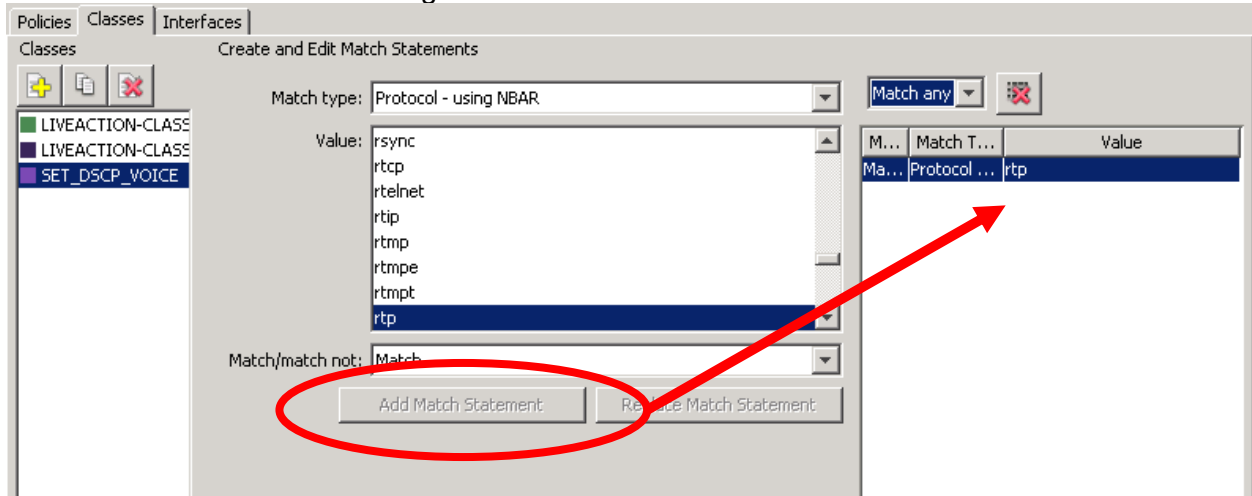 Policies Classes Interfaces
Classes Create and Edit Match Statements
Match type: Protocol - using NBAR Match any
LIVEACTION-CLASS
LIVEACTION-CLASS
SET_DSCP_VOICE
Value: rsync
rtcp
rtelnet
rtip
rtmp
rtmpe
rtmpt
rtp
M... Match T... Value
Ma... Protocol ... rtp
Match/match not: Match
Add Match Statement Replace Match Statement